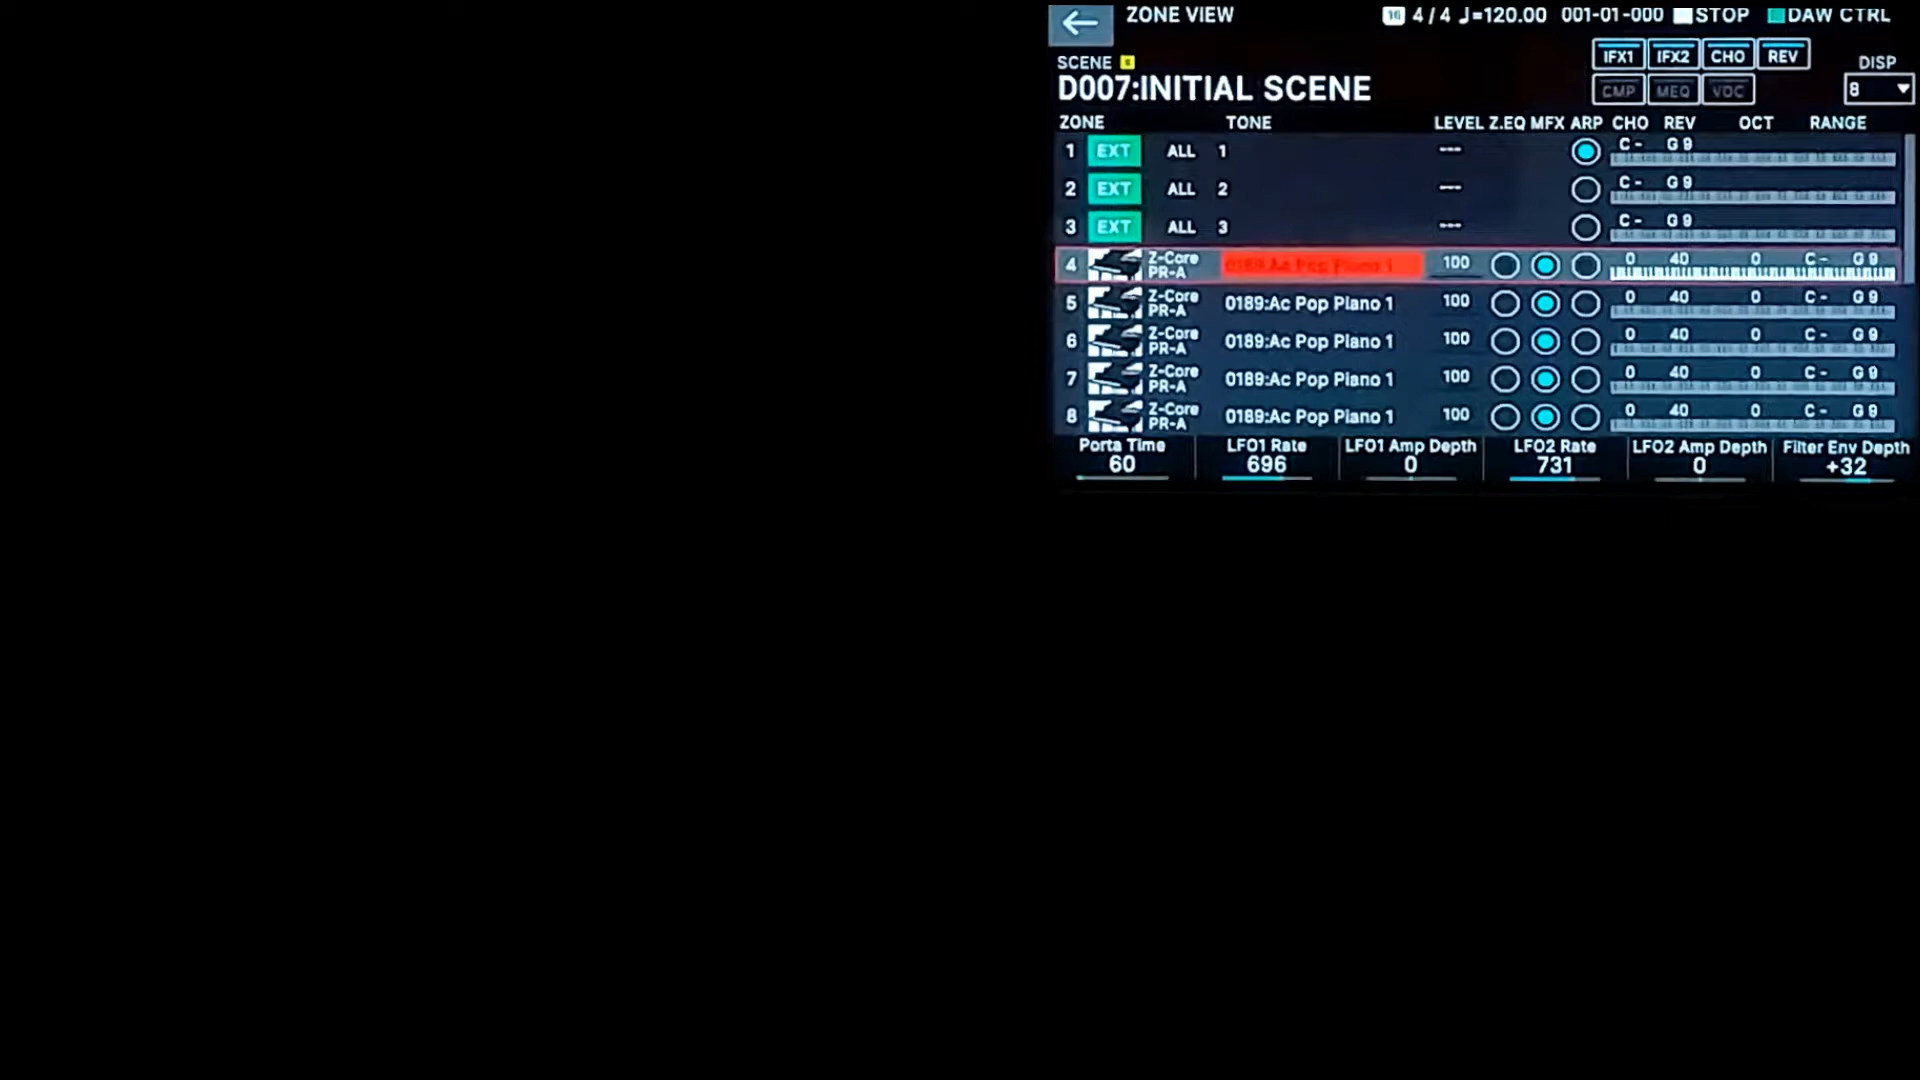 ZONE VIEW 16 4/4 ♩=120.00 001-01-000 STOP DAW CTRL
SCENE E IFX1 IFX2 CHO REV DISP
D007:INITIAL SCENE CMP MEQ VOC 8
ZONE TONE LEVEL Z.EQ MFX ARP CHO REV OCT RANGE
1 EXT ALL 1 --- C - G 9
2 EXT ALL 2 --- C - G 9
3 EXT ALL 3 --- C - G 9
4 Z-Core PR-A 0189:Ac Pop Piano 1 100 0 40 0 C - G 9
5 Z-Core PR-A 0189:Ac Pop Piano 1 100 0 40 0 C - G 9
6 Z-Core PR-A 0189:Ac Pop Piano 1 100 0 40 0 C - G 9
7 Z-Core PR-A 0189:Ac Pop Piano 1 100 0 40 0 C - G 9
8 Z-Core PR-A 0189:Ac Pop Piano 1 100 0 40 0 C - G 9
Porta Time LFO1 Rate LFO1 Amp Depth LFO2 Rate LFO2 Amp Depth Filter Env Depth
60 696 0 731 0 +32